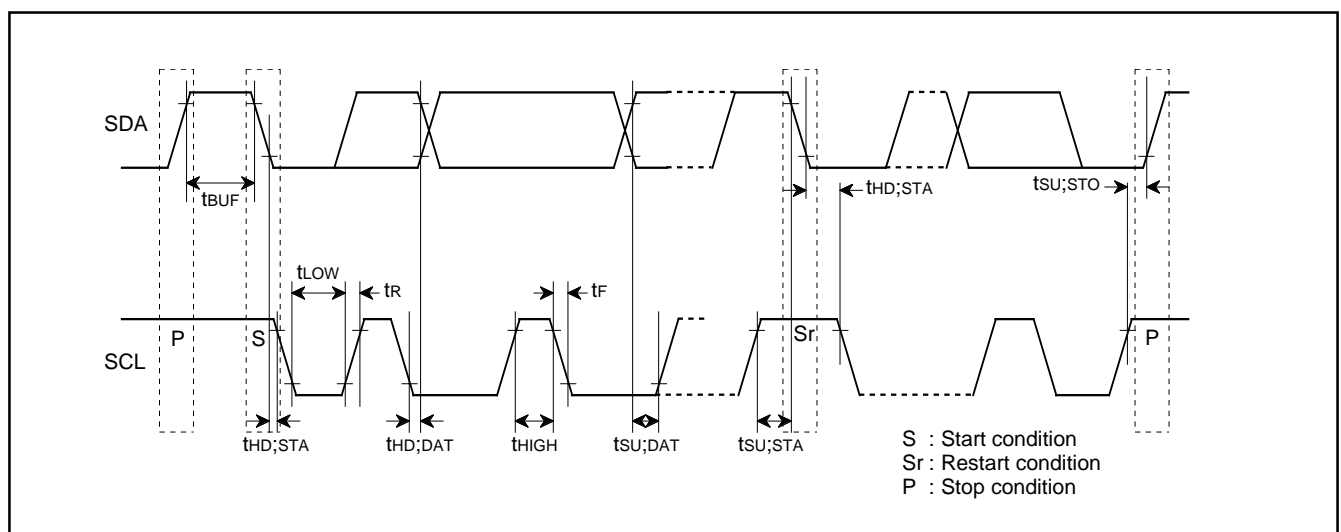 SDA
tBUF
tHD;STA
tSU;STO
tLOW
tR
tF
P
S
Sr
P
SCL
tHD;STA
tHD;DAT
tHIGH
tSU;DAT
tSU;STA
S : Start condition
Sr : Restart condition
P : Stop condition